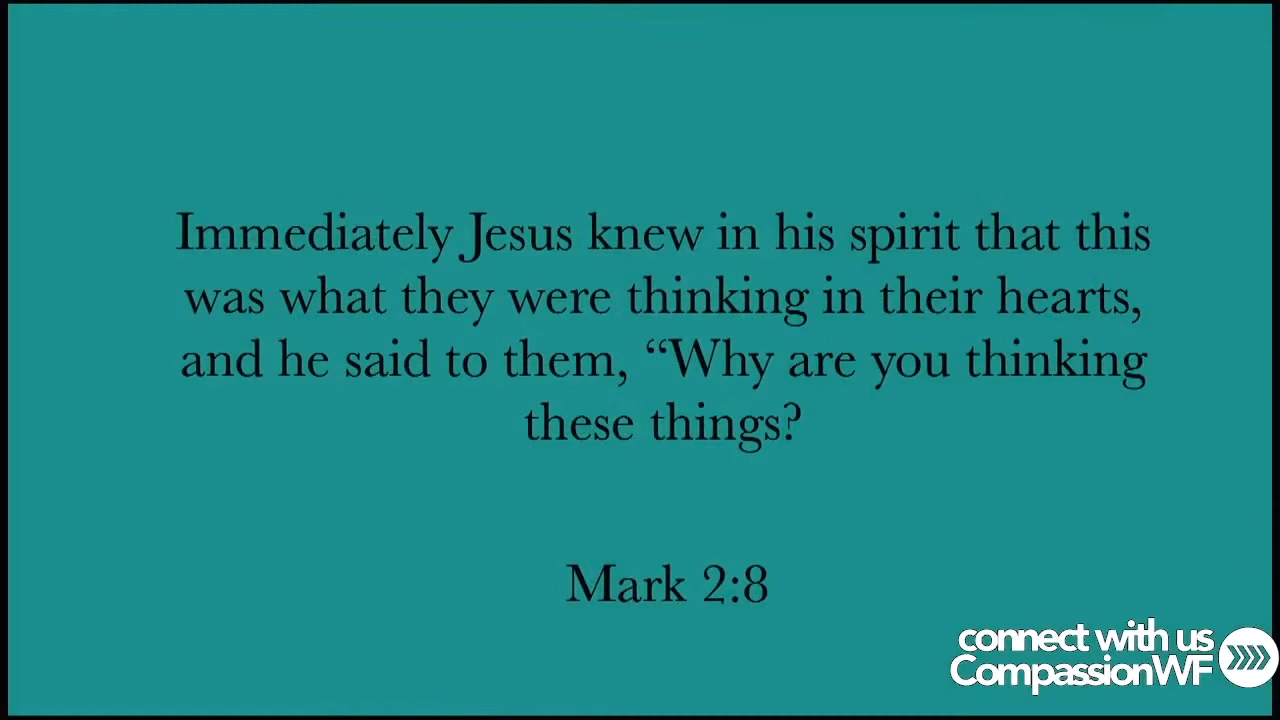 Immediately Jesus knew in his spirit that this
was what they were thinking in their hearts,
and he said to them, “Why are you thinking
these things?
Mark 2:8
connect with us
CompassionWF